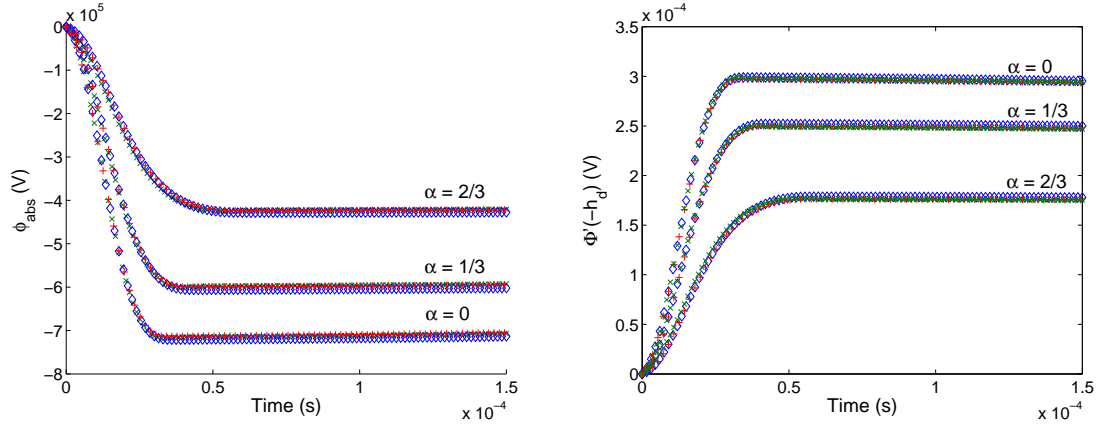 x 10^5
0
−1
−2
−3
−4
−5
−6
−7
−8
ϕ_abs (V)
α = 2/3
α = 1/3
α = 0
0 0.5 1 1.5
Time (s)
x 10^−4
x 10^−4
3.5
3
2.5
2
1.5
1
0.5
0
Φ'(−h_d) (V)
α = 0
α = 1/3
α = 2/3
0 0.5 1 1.5
Time (s)
x 10^−4